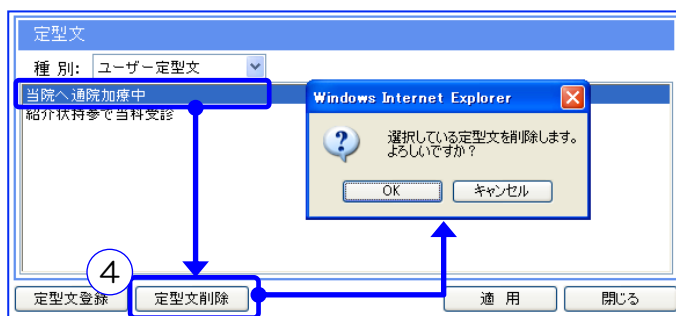 定型文
種 別: ユーザー定型文
当院へ通院加療中
紹介状持参で当科受診
Windows Internet Explorer
選択している定型文を削除します。
よろしいですか？
OK キャンセル
④
定型文登録 定型文削除 適 用 閉じる